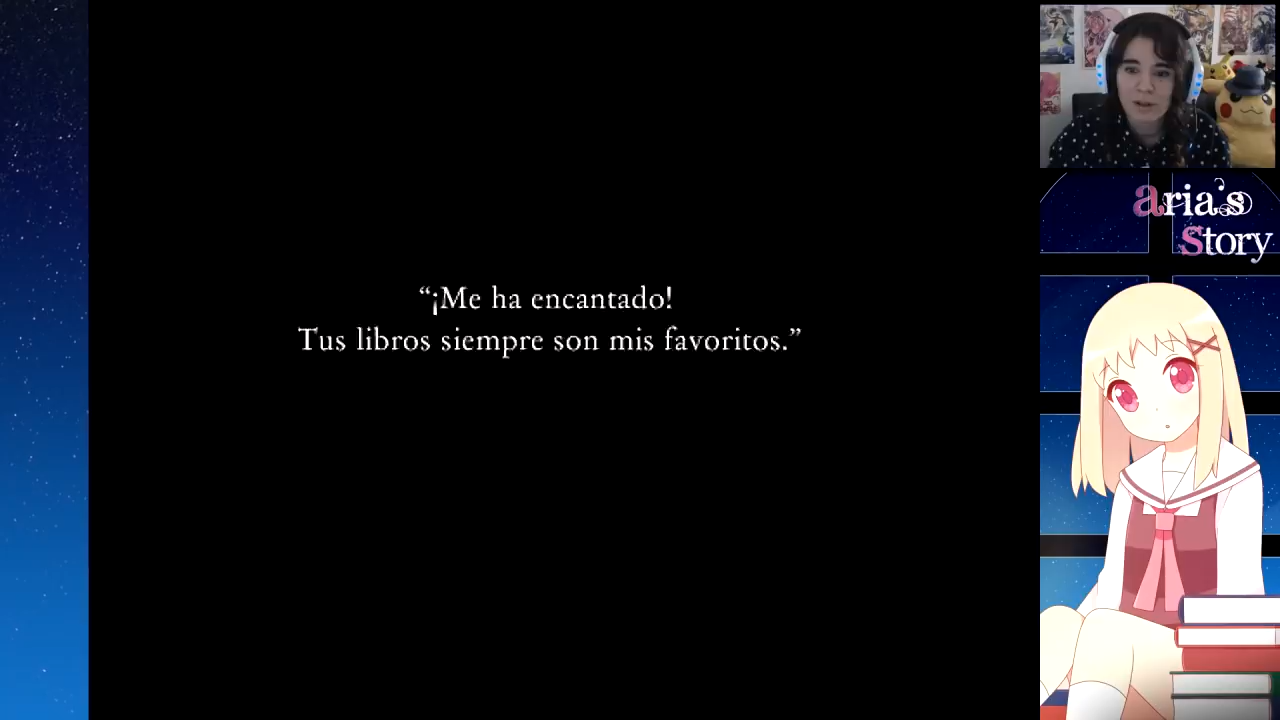 “¡Me ha encantado!
Tus libros siempre son mis favoritos.”
aria's
Story